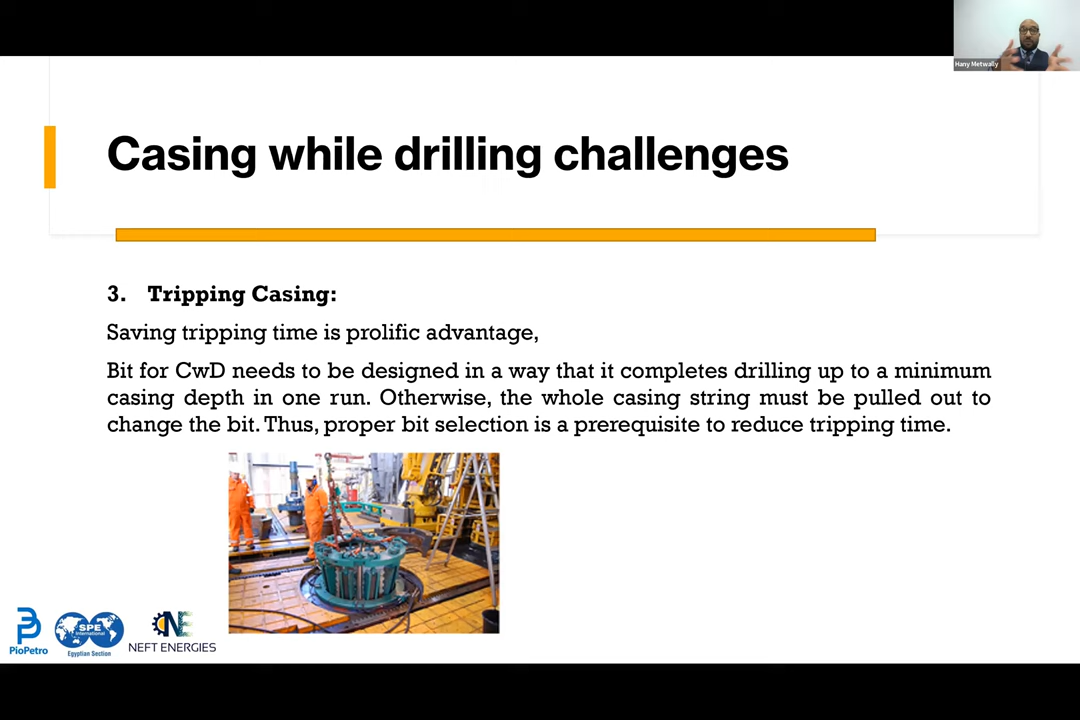 Hany Metwally
Casing while drilling challenges
3. Tripping Casing:
Saving tripping time is prolific advantage,
Bit for CwD needs to be designed in a way that it completes drilling up to a minimum
casing depth in one run. Otherwise, the whole casing string must be pulled out to
change the bit. Thus, proper bit selection is a prerequisite to reduce tripping time.
PioPetro
SPE
International
Egyptian Section
NE
NEFT ENERGIES